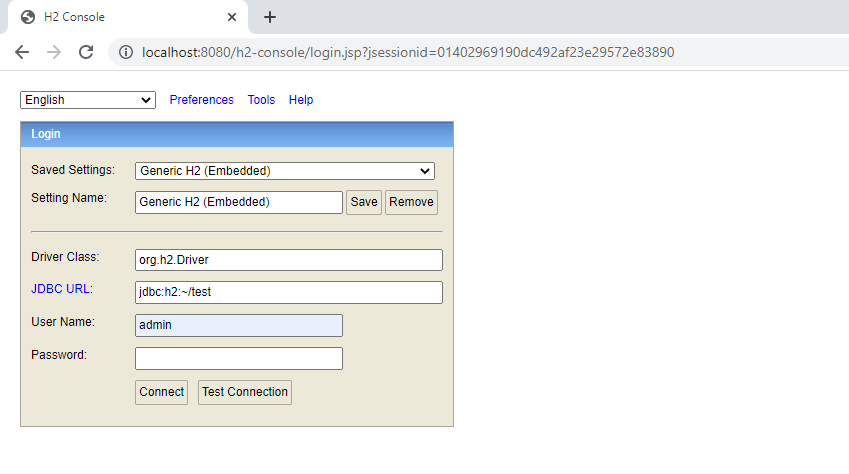 H2 Console
localhost:8080/h2-console/login.jsp?jsessionid=01402969190dc492af23e29572e83890
English Preferences Tools Help
Login
Saved Settings: Generic H2 (Embedded)
Setting Name: Generic H2 (Embedded) Save Remove
Driver Class: org.h2.Driver
JDBC URL: jdbc:h2:~/test
User Name: admin
Password:
Connect Test Connection